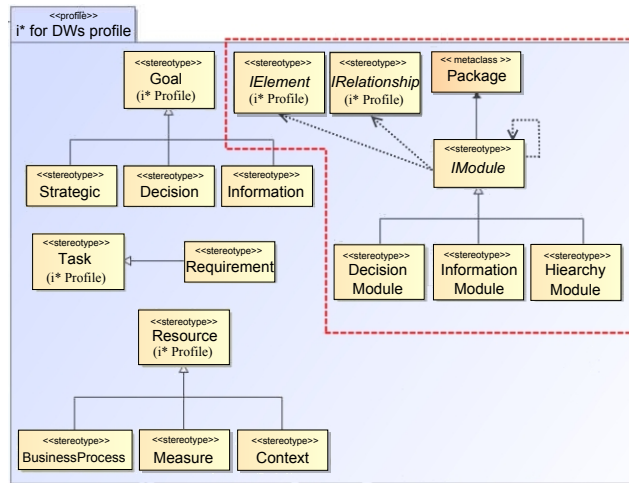 <<profile>>
i* for DWs profile
<<stereotype>>
Goal
(i* Profile)
<<stereotype>>
IElement
(i* Profile)
<<stereotype>>
IRelationship
(i* Profile)
<< metaclass >>
Package
<<stereotype>>
IModule
<<stereotype>>
Strategic
<<stereotype>>
Decision
<<stereotype>>
Information
<<stereotype>>
Task
(i* Profile)
<<stereotype>>
Requirement
<<stereotype>>
Decision
Module
<<stereotype>>
Information
Module
<<stereotype>>
Hiearchy
Module
<<stereotype>>
Resource
(i* Profile)
<<stereotype>>
BusinessProcess
<<stereotype>>
Measure
<<stereotype>>
Context